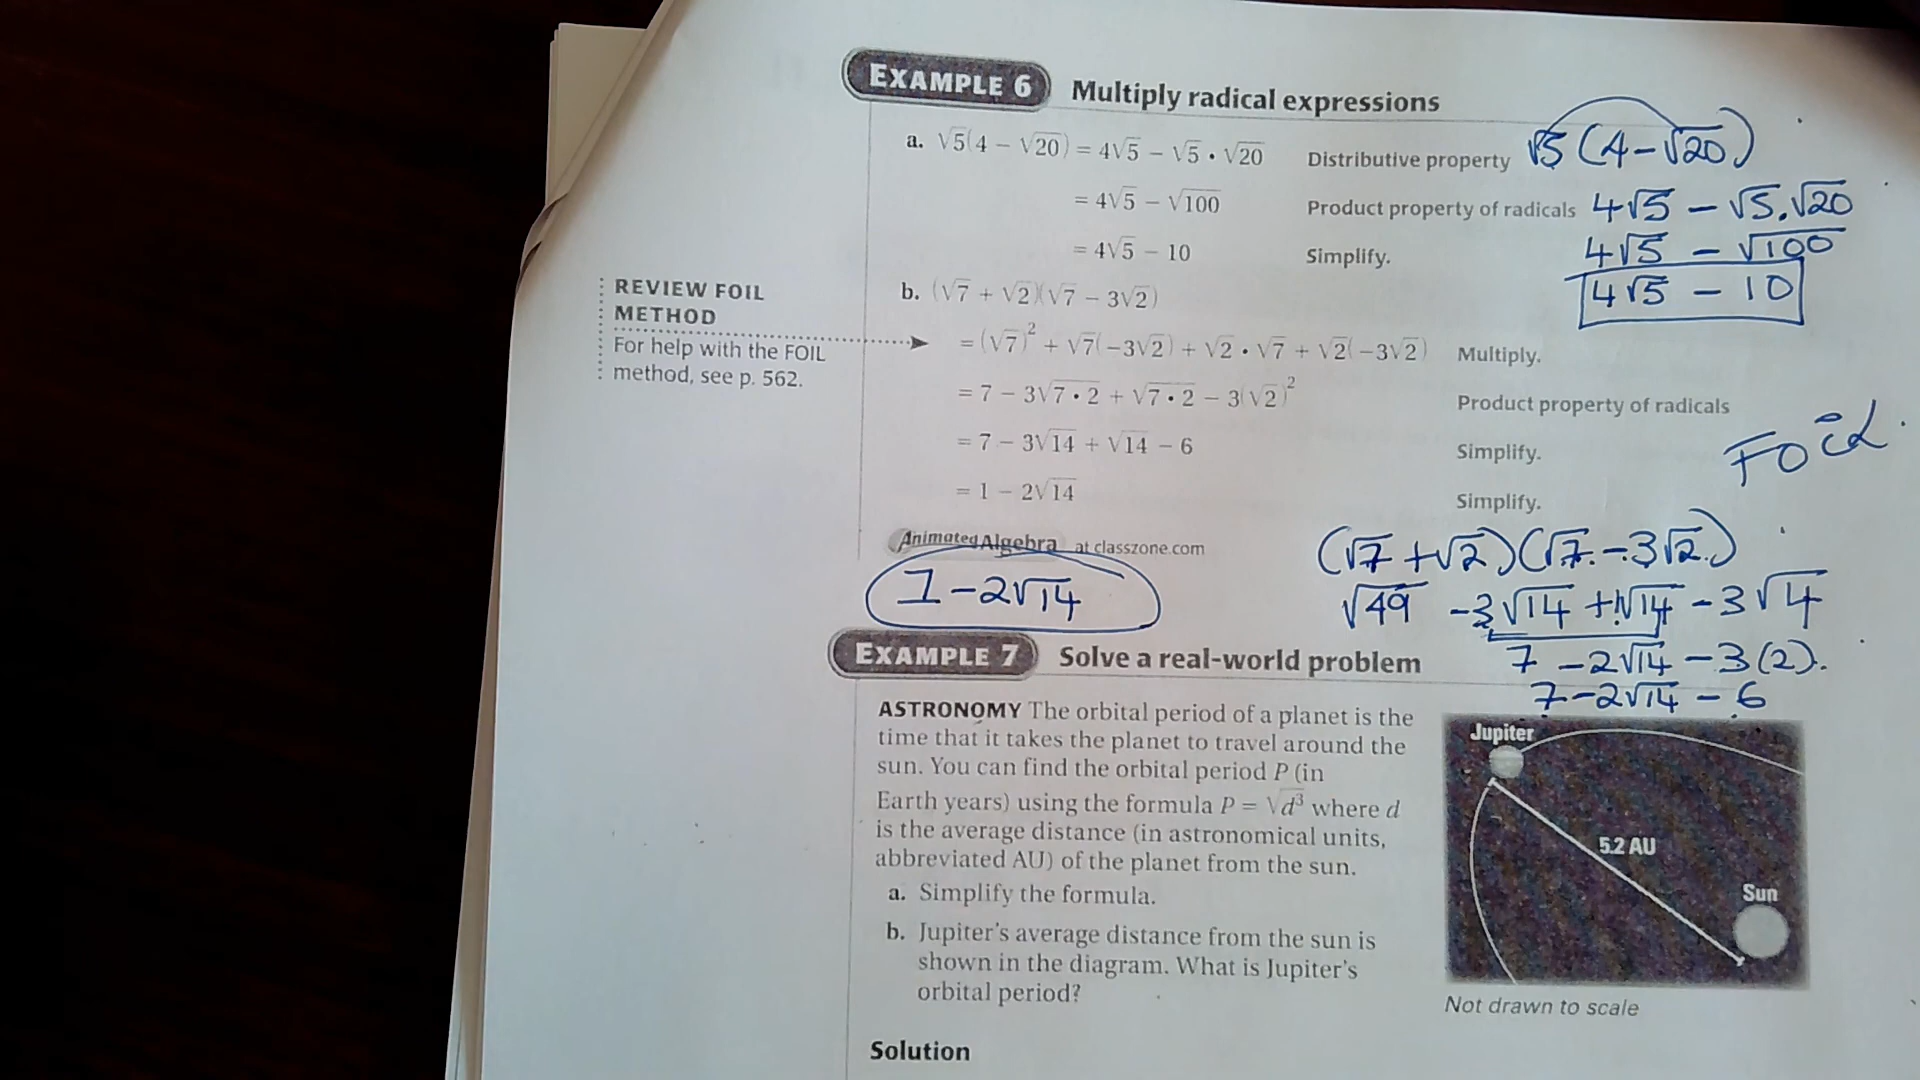 EXAMPLE 6 Multiply radical expressions
a. √5(4 − √20) = 4√5 − √5 • √20 Distributive property
= 4√5 − √100 Product property of radicals
= 4√5 − 10 Simplify.
b. (√7 + √2)(√7 − 3√2)
= (√7)² + √7(−3√2) + √2 • √7 + √2(−3√2) Multiply.
= 7 − 3√7 • 2 + √7 • 2 − 3(√2)² Product property of radicals
= 7 − 3√14 + √14 − 6 Simplify.
= 1 − 2√14 Simplify.
REVIEW FOIL
METHOD
For help with the FOIL
method, see p. 562.
Animated Algebra at classzone.com
√5 (4 − √20)
4√5 − √5.√20
4√5 − √100
4√5 − 10
FOiL
(√7 + √2)(√7 − 3√2)
√49 − 3√14 + 1√14 − 3√4
7 − 2√14 − 3(2).
7 − 2√14 − 6
1 − 2√14
EXAMPLE 7 Solve a real-world problem
ASTRONOMY The orbital period of a planet is the
time that it takes the planet to travel around the
sun. You can find the orbital period P (in
Earth years) using the formula P = √d³ where d
is the average distance (in astronomical units,
abbreviated AU) of the planet from the sun.
a. Simplify the formula.
b. Jupiter's average distance from the sun is
shown in the diagram. What is Jupiter's
orbital period?
Jupiter
5.2 AU
Sun
Not drawn to scale
Solution